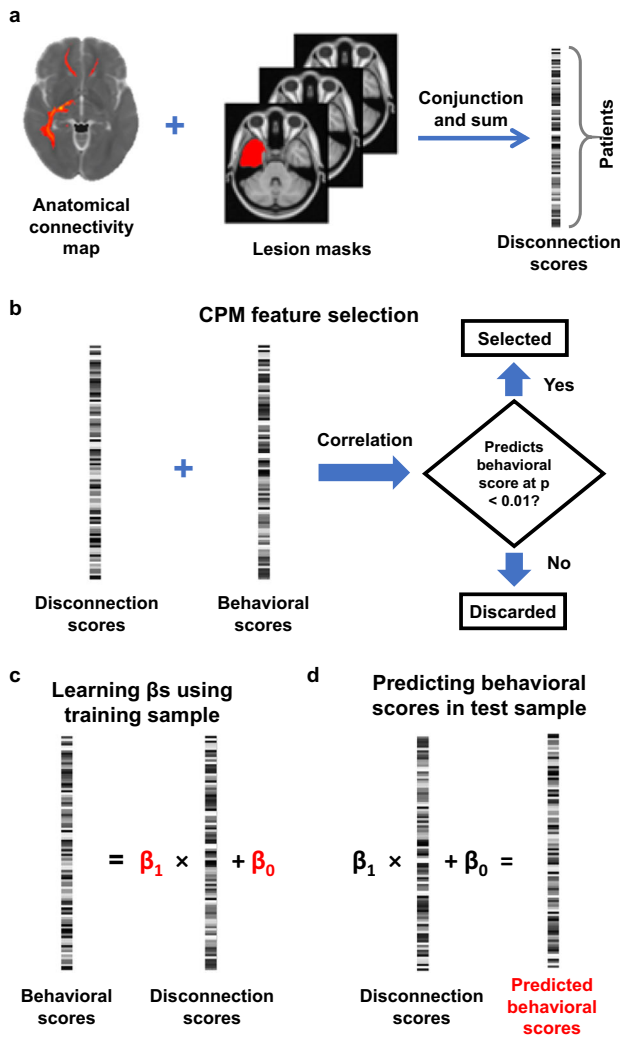 a
Anatomical
connectivity
map
+
Lesion masks
Conjunction
and sum
Patients
Disconnection
scores
b
CPM feature selection
Disconnection
scores
+
Behavioral
scores
Correlation
Selected
Yes
Predicts
behavioral
score at p
< 0.01?
No
Discarded
c
Learning βs using
training sample
Behavioral
scores
= β1 × + β0
Disconnection
scores
d
Predicting behavioral
scores in test sample
β1 × + β0 =
Disconnection
scores
Predicted
behavioral
scores